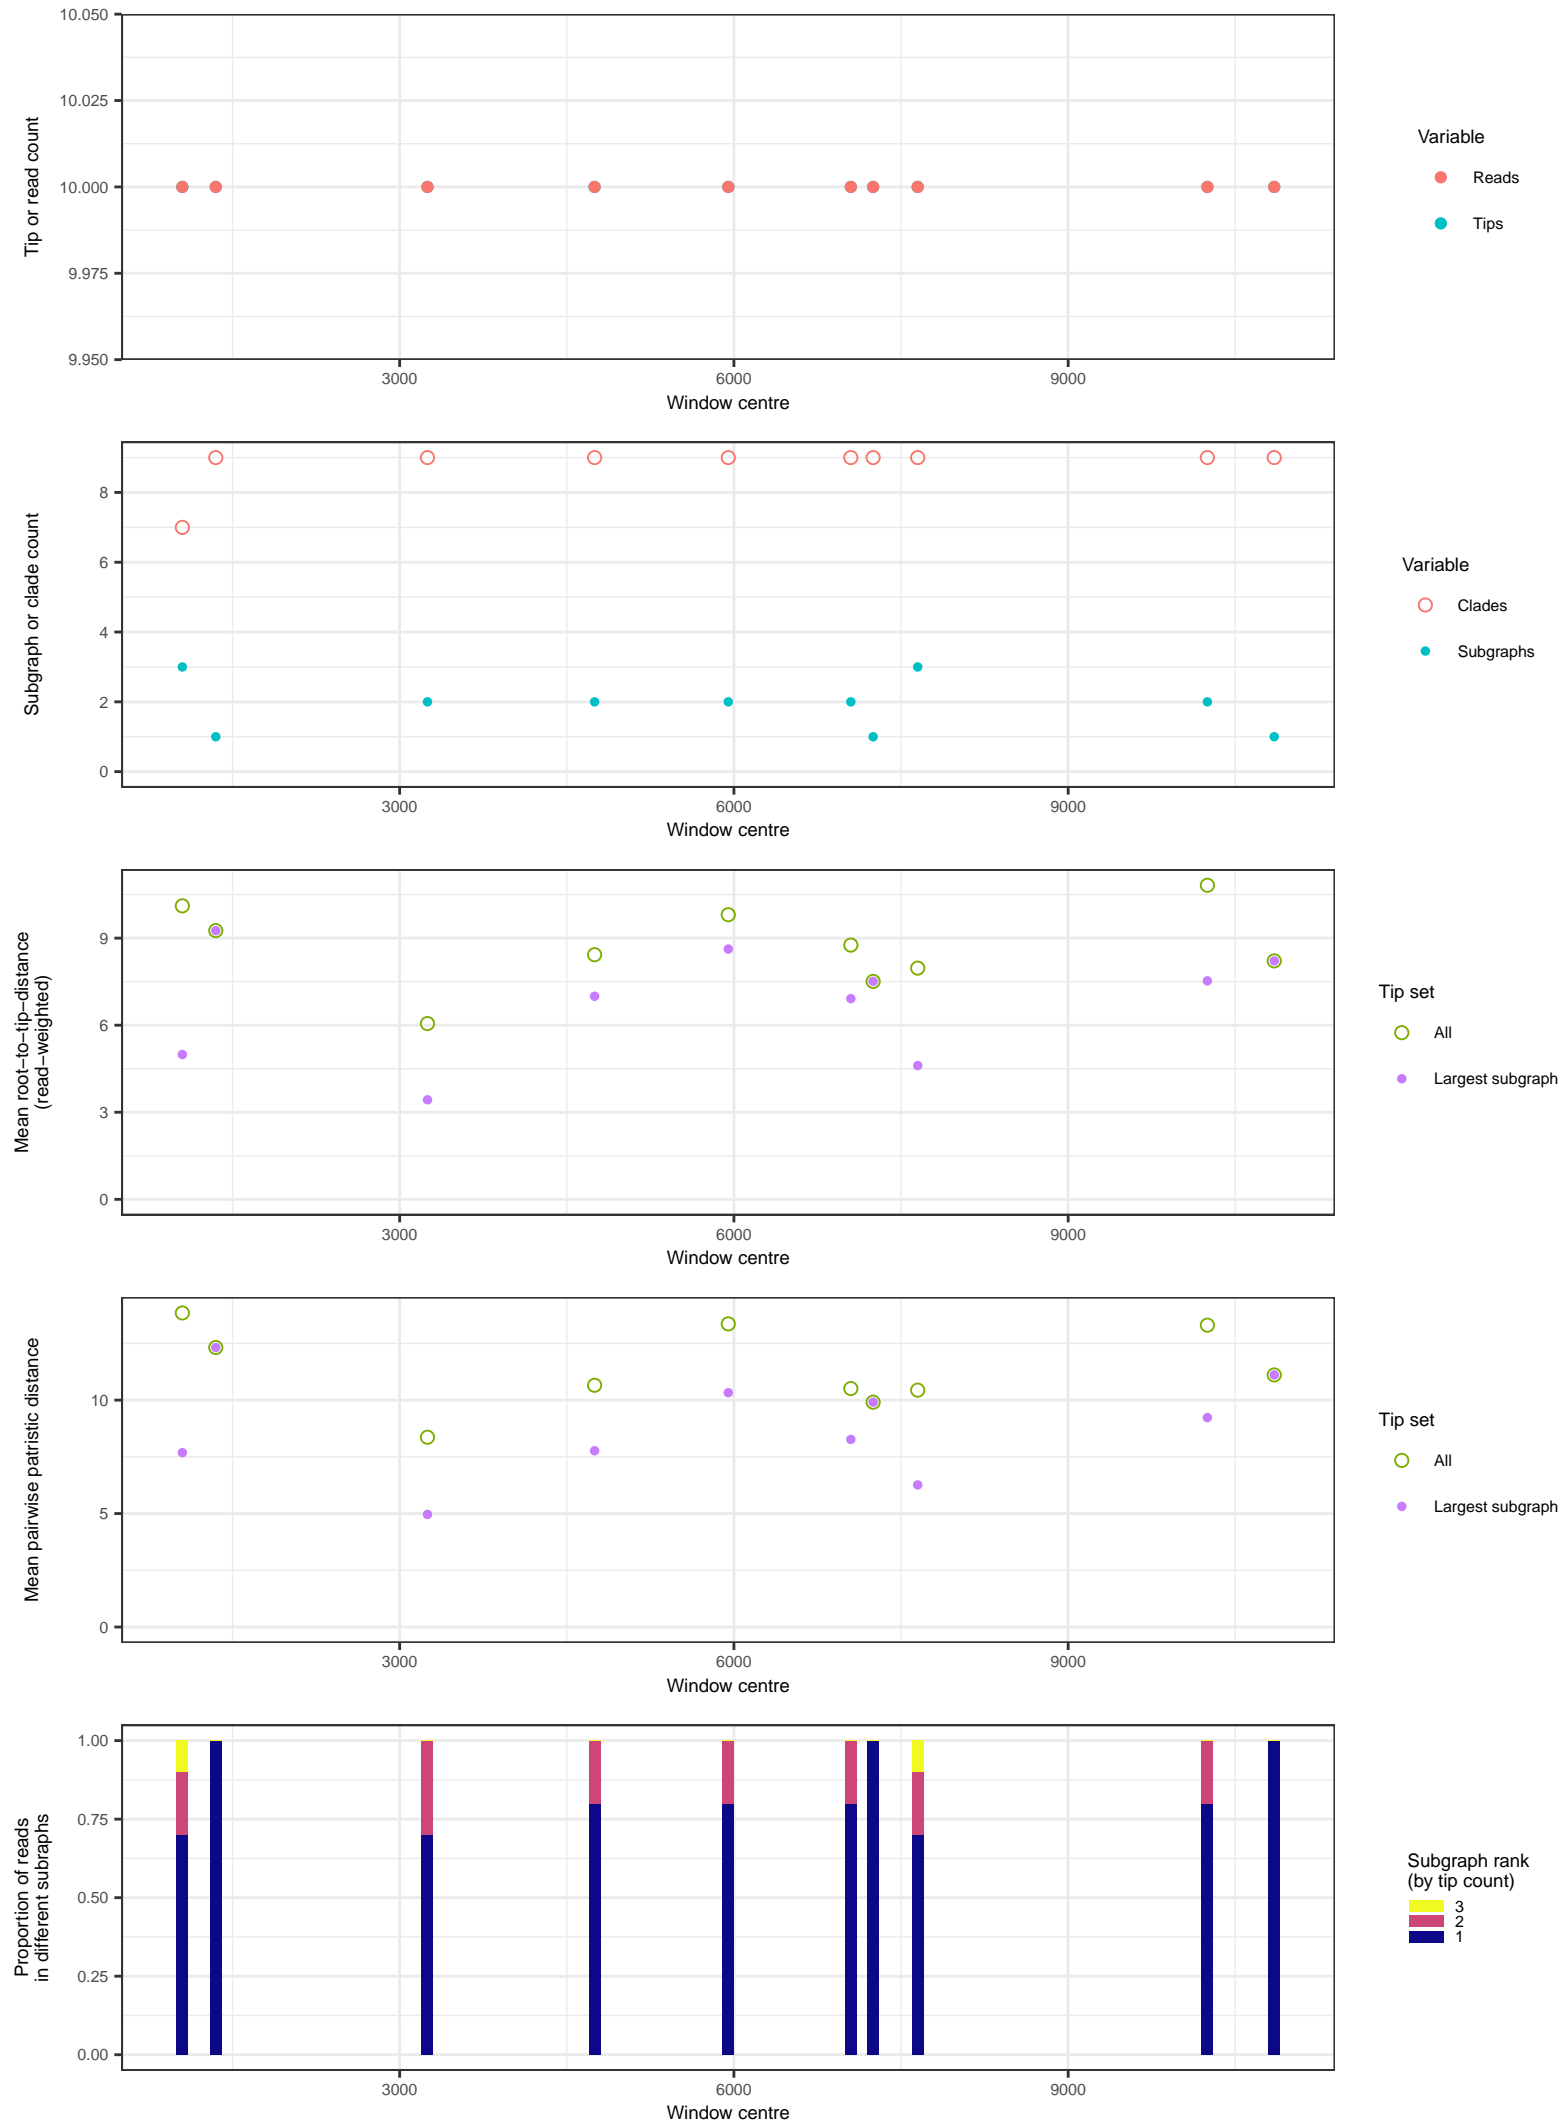 10.050
10.025
10.000
9.975
9.950
Tip or read count
3000 6000 9000
Window centre
Variable
Reads
Tips
8
6
4
2
0
Subgraph or clade count
3000 6000 9000
Window centre
Variable
Clades
Subgraphs
9
6
3
0
Mean root−to−tip−distance
(read−weighted)
3000 6000 9000
Window centre
Tip set
All
Largest subgraph
10
5
0
Mean pairwise patristic distance
3000 6000 9000
Window centre
Tip set
All
Largest subgraph
1.00
0.75
0.50
0.25
0.00
Proportion of reads
in different subraphs
3000 6000 9000
Window centre
Subgraph rank
(by tip count)
3
2
1